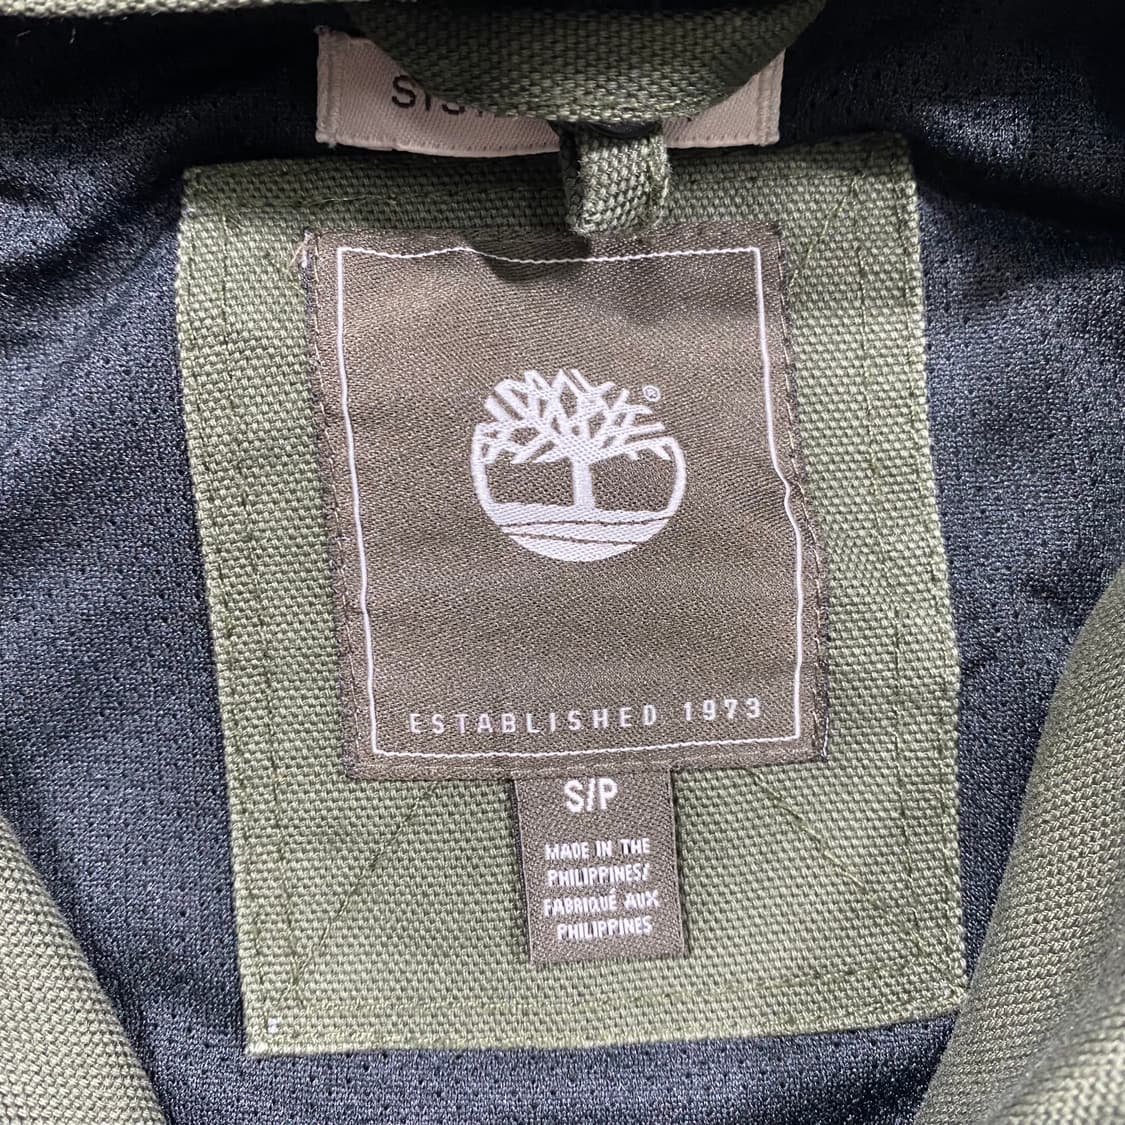 ®
ESTABLISHED 1973
S/P
MADE IN THE
PHILIPPINES/
FABRIQUÉ AUX
PHILIPPINES